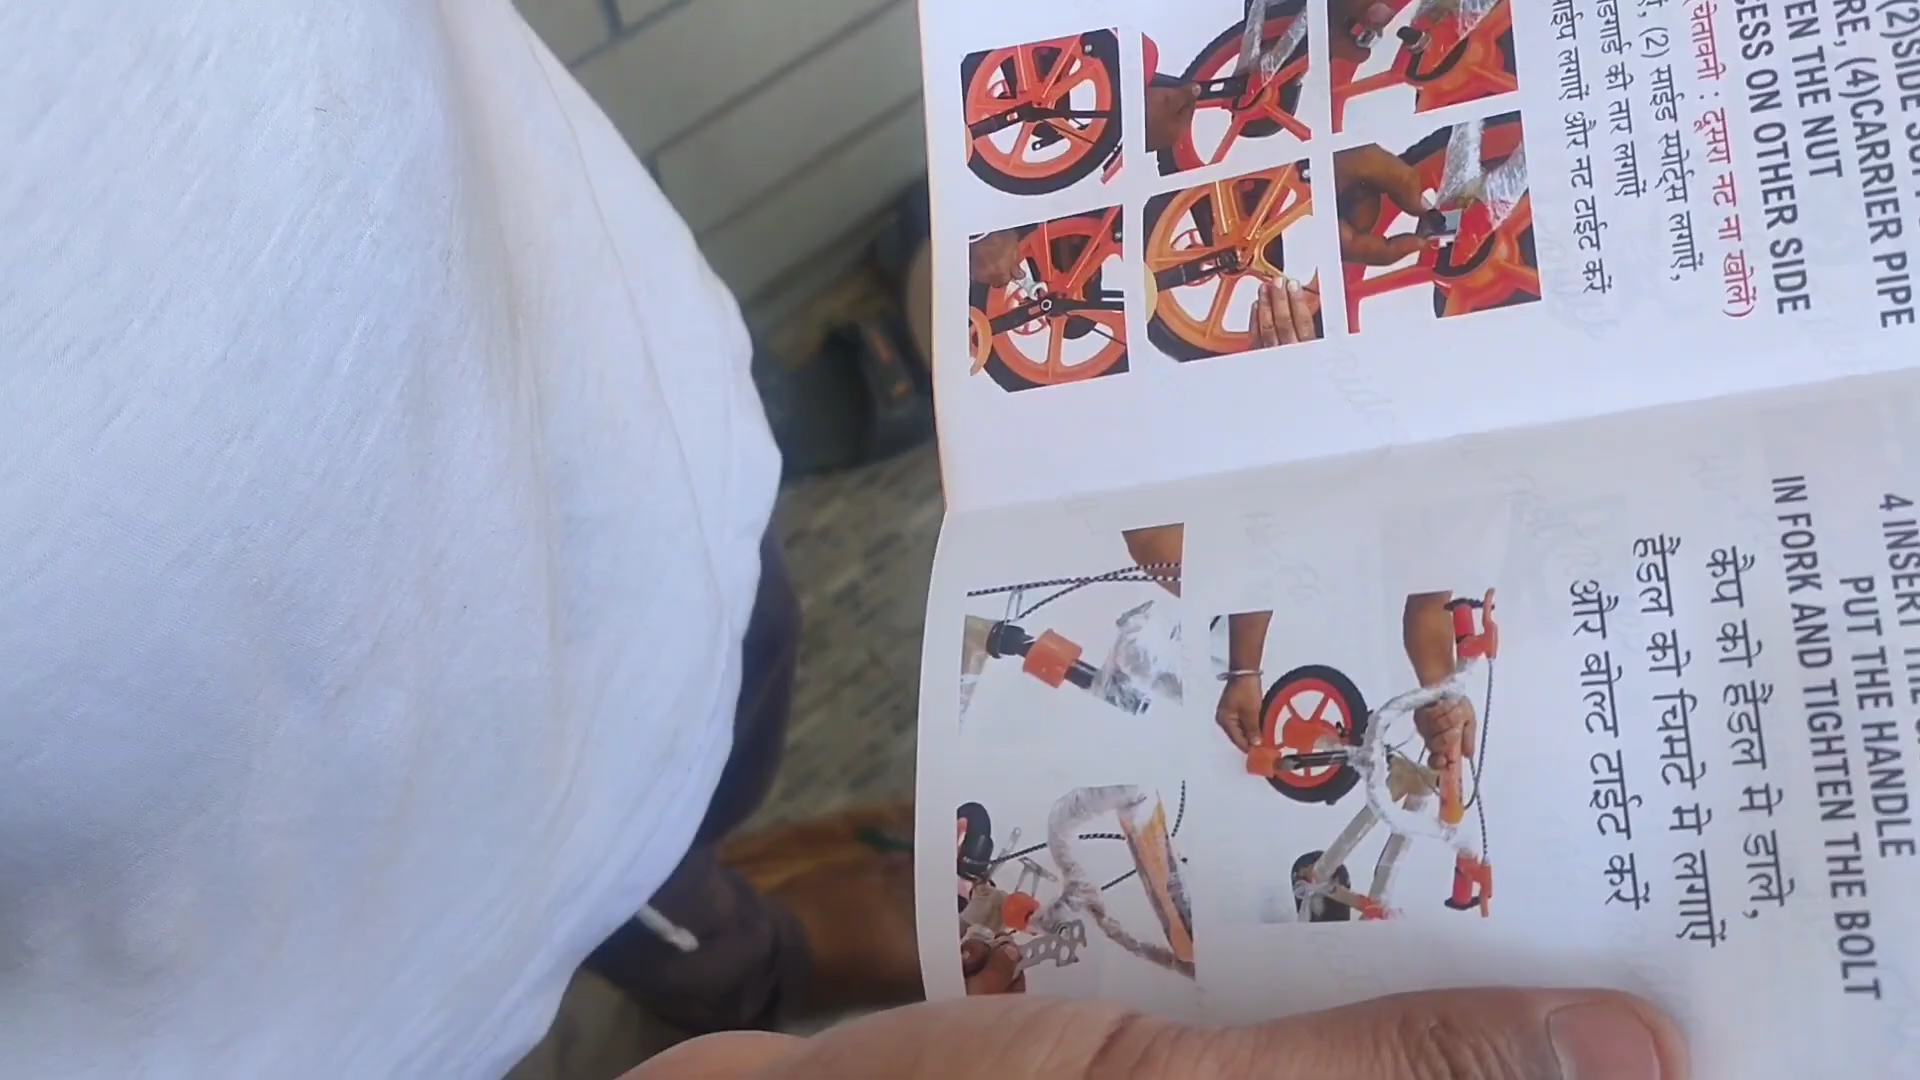 (2)SIDE
RE, (4)CARRIER PIPE
EN THE NUT
ESS ON OTHER SIDE
चेतावनी : दूसरा नट ना खोलें)
(2) साईड स्पोर्ट्स लगाएँ,
की तार लगाएँ
पाईप लगाएँ और नट टाईट करें
4 INSERT THE
PUT THE HANDLE
IN FORK AND TIGHTEN THE BOLT
कैप को हैंडल मे डाले,
हैंडल को चिमटे मे लगाएँ
और बोल्ट टाईट करें